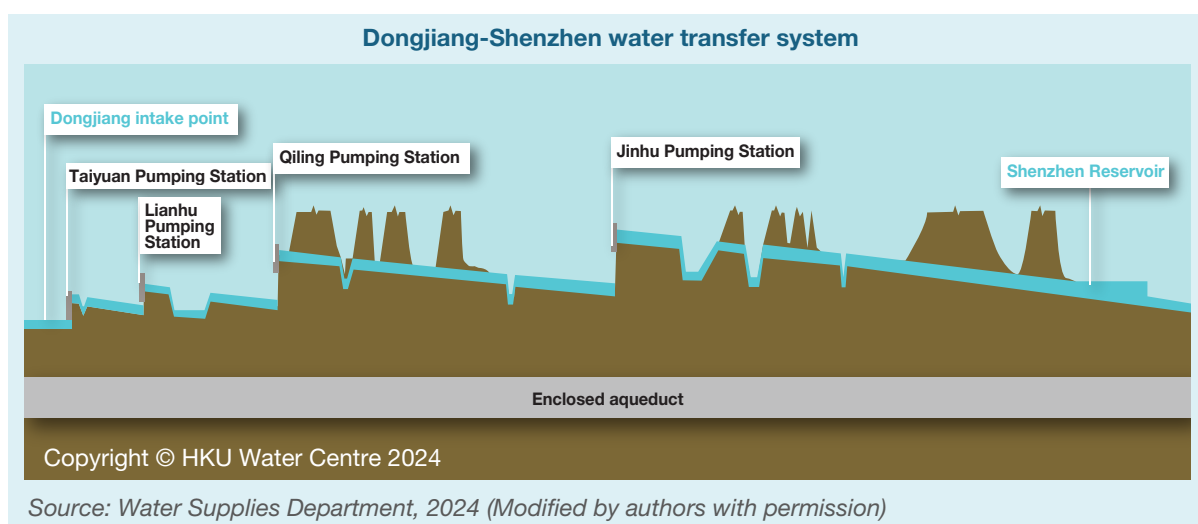 Dongjiang-Shenzhen water transfer system
Dongjiang intake point
Taiyuan Pumping Station
Lianhu
Pumping
Station
Qiling Pumping Station
Jinhu Pumping Station
Shenzhen Reservoir
Enclosed aqueduct
Copyright © HKU Water Centre 2024
Source: Water Supplies Department, 2024 (Modified by authors with permission)